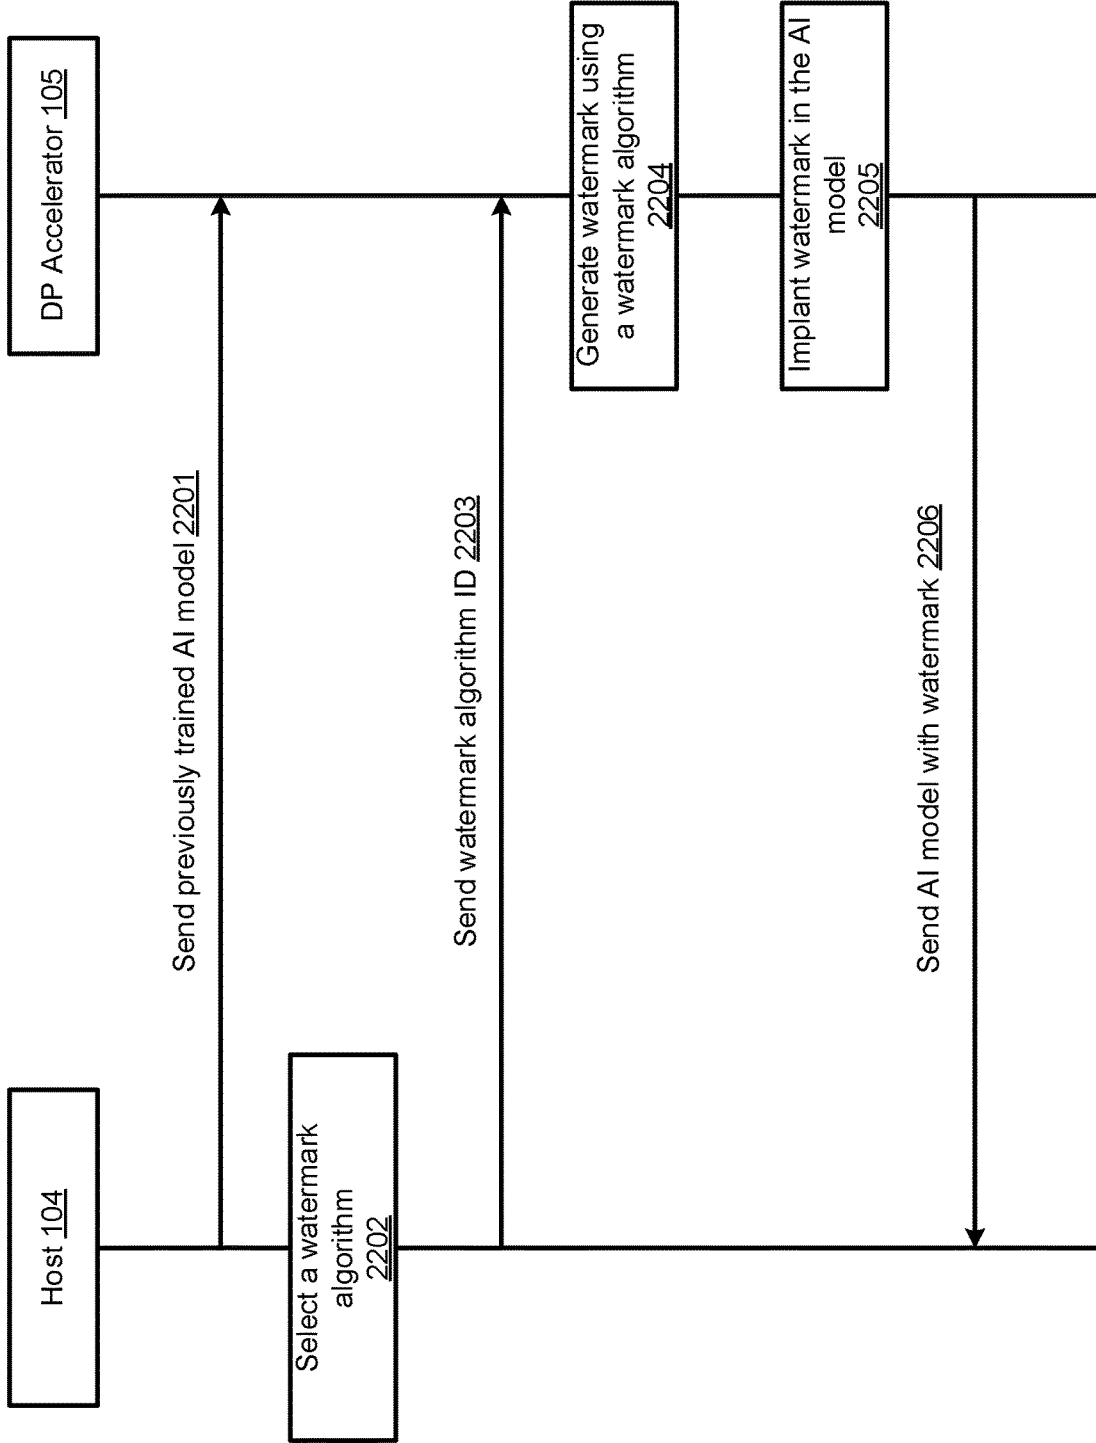 Host 104
DP Accelerator 105
Send previously trained AI model 2201
Select a watermark
algorithm
2202
Send watermark algorithm ID 2203
Generate watermark using
a watermark algorithm
2204
Implant watermark in the AI
model
2205
Send AI model with watermark 2206